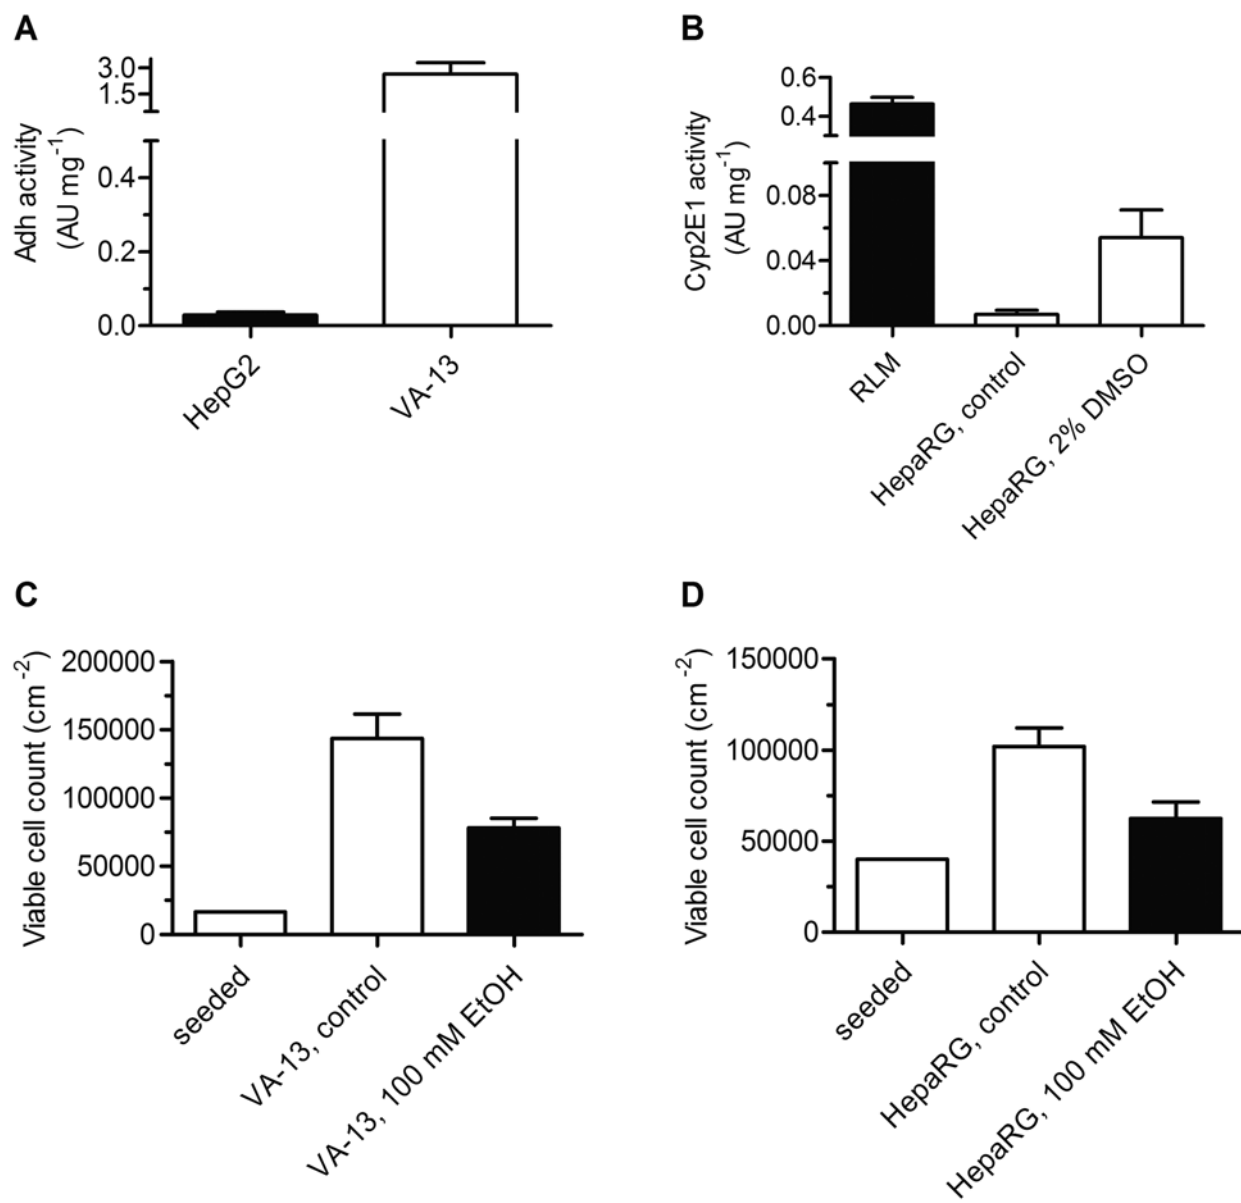 A
Adh activity
(AU mg-1)
3.0
1.5
0.4
0.2
0.0
HepG2
VA-13
B
Cyp2E1 activity
(AU mg-1)
0.6
0.4
0.08
0.04
0.00
RLM
HepaRG, control
HepaRG, 2% DMSO
C
Viable cell count (cm-2)
200000
150000
100000
50000
0
seeded
VA-13, control
VA-13, 100 mM EtOH
D
Viable cell count (cm-2)
150000
100000
50000
0
seeded
HepaRG, control
HepaRG, 100 mM EtOH